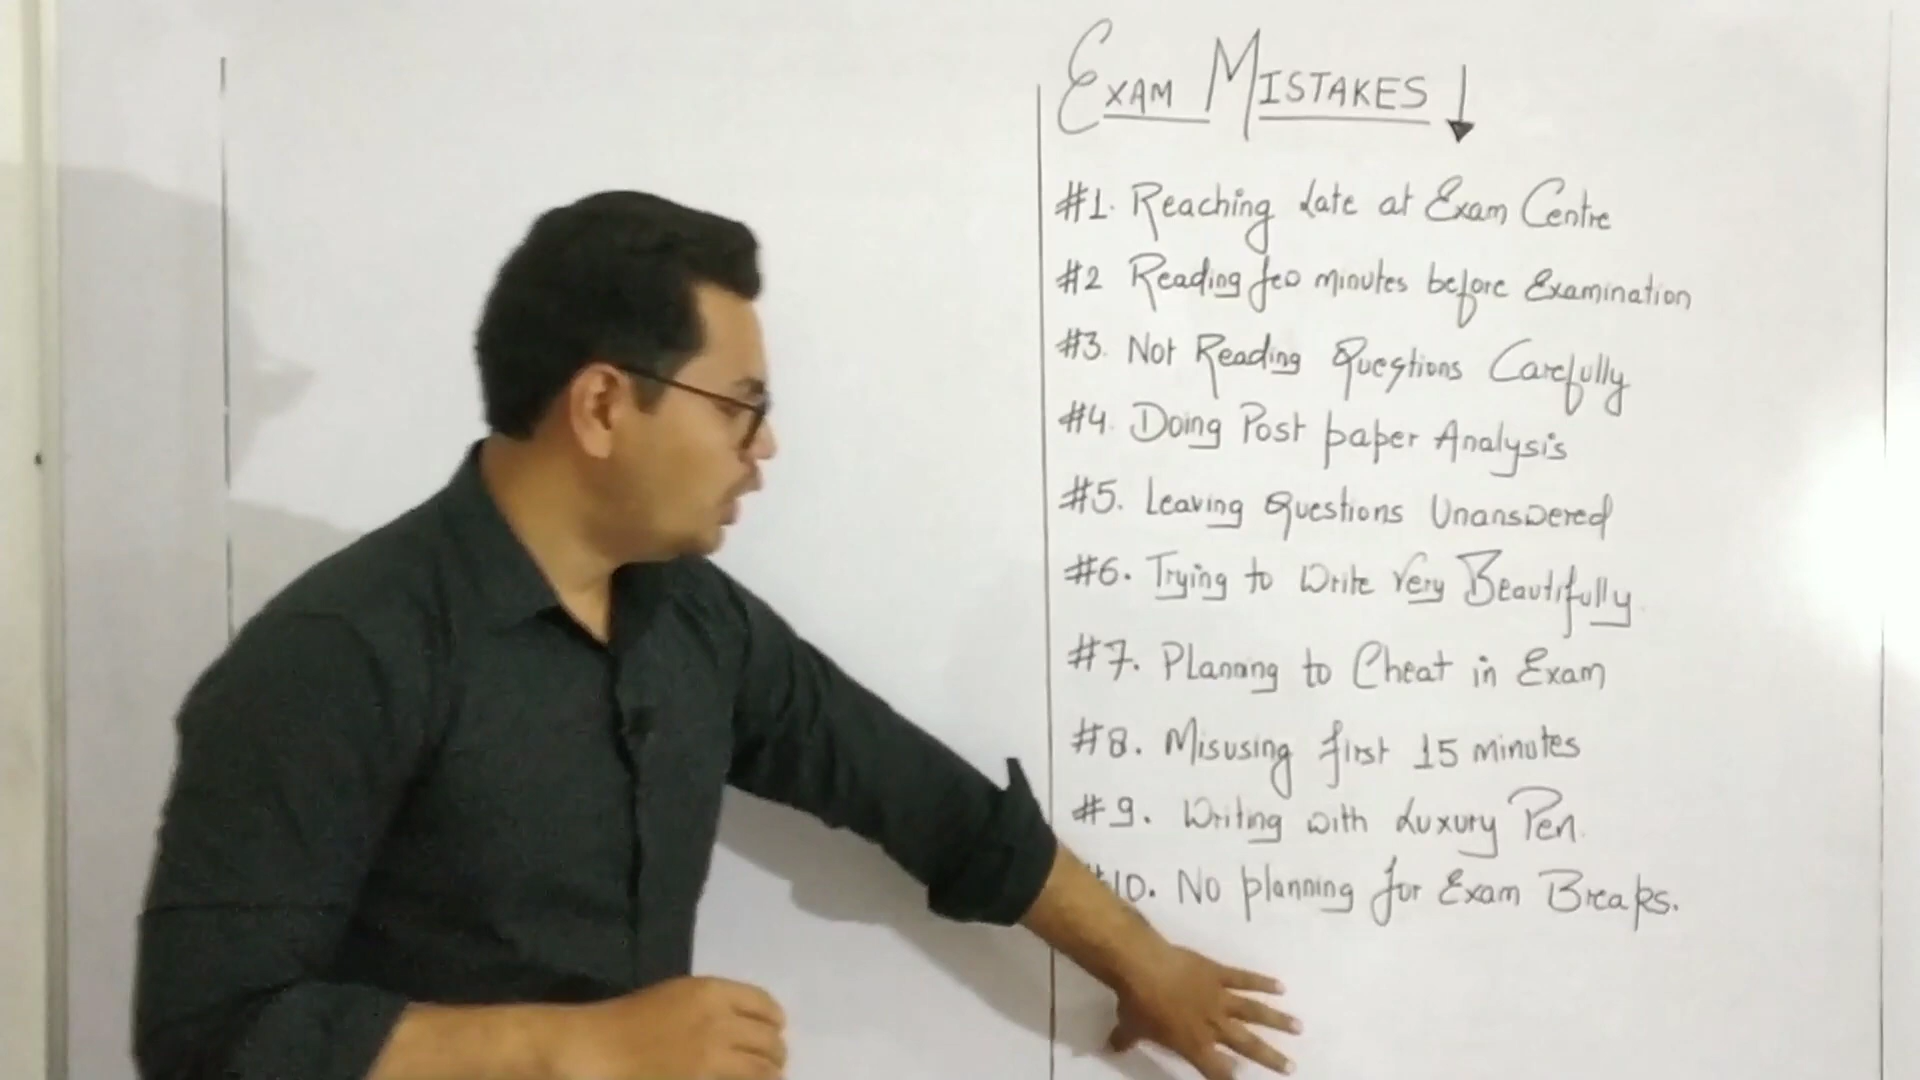 Exam Mistakes
#1. Reaching Late at Exam Centre
#2 Reading feo minutes before Examination
#3. Not Reading Questions Carefully
#4. Doing Post paper Analysis
#5. Leaving Questions Unanswered
#6. Trying to Write Very Beautifully
#7. Planning to Cheat in Exam
#8. Misusing first 15 minutes
#9. Writing with Luxury Pen.
#10. No planning for Exam Breaks.